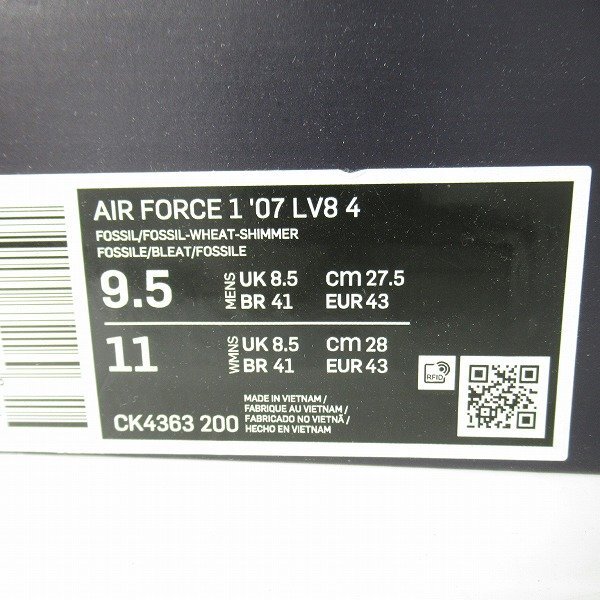 AIR FORCE 1 '07 LV8 4
FOSSIL/FOSSIL-WHEAT-SHIMMER
FOSSILE/BLEAT/FOSSILE
9.5 MENS UK 8.5 cm 27.5
BR 41 EUR 43
11 WMNS UK 8.5 cm 28
BR 41 EUR 43
RFID
CK4363 200
MADE IN VIETNAM /
FABRIQUE AU VIETNAM /
FABRICADO NO VIETNÃ /
HECHO EN VIETNAM